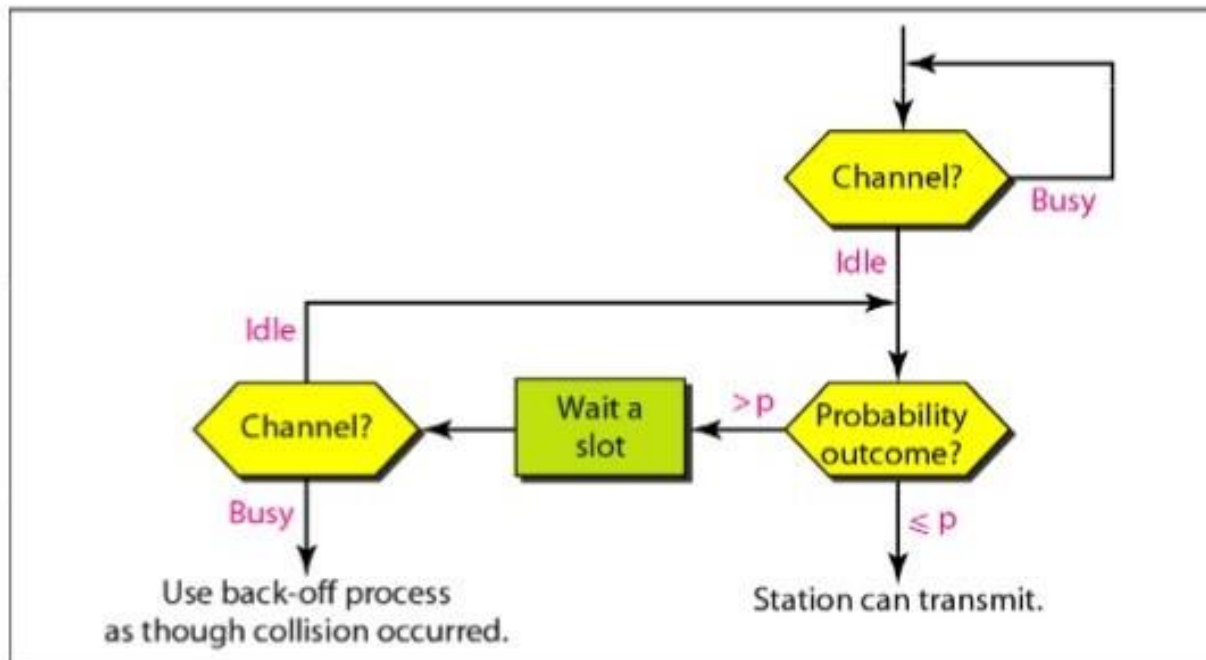 Channel?
Busy
Idle
Idle
Channel?
Wait a
slot
>p
Probability
outcome?
Busy
≤ p
Use back-off process
as though collision occurred.
Station can transmit.